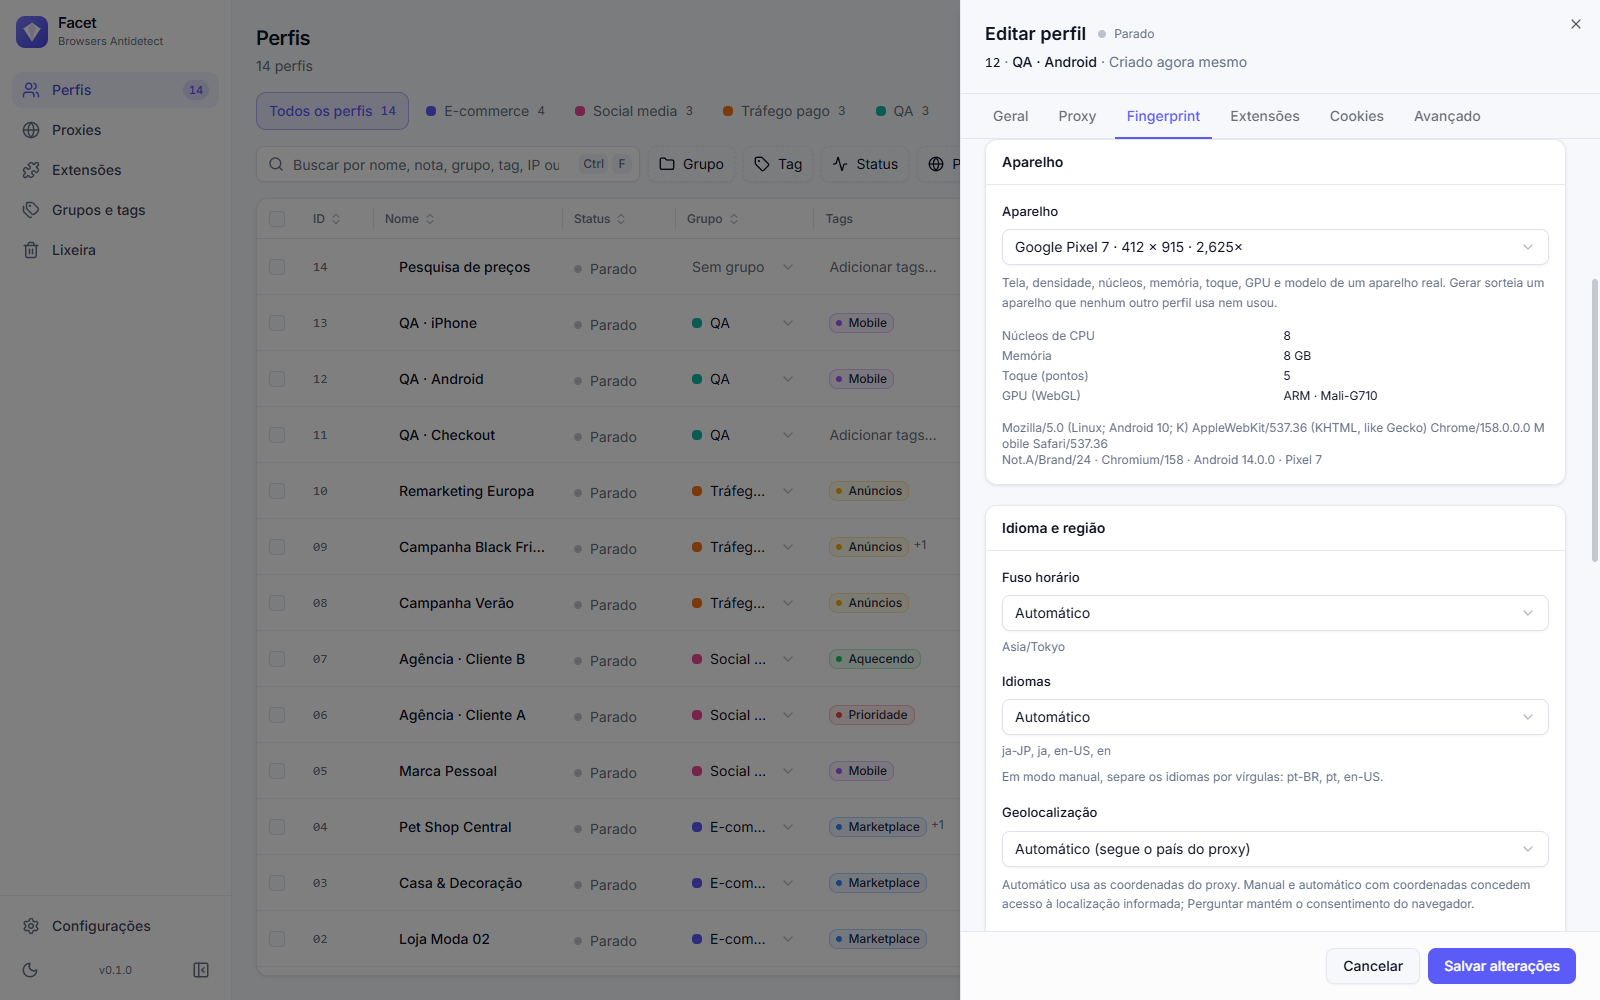 Facet
Browsers Antidetect
Perfis 14
Proxies
Extensões
Grupos e tags
Lixeira
Configurações
v0.1.0
Perfis
14 perfis
Todos os perfis 14
E-commerce 4
Social media 3
Tráfego pago 3
QA 3
Buscar por nome, nota, grupo, tag, IP ou Ctrl F
Grupo
Tag
Status
P
ID Nome Status Grupo Tags
14 Pesquisa de preços Parado Sem grupo Adicionar tags...
13 QA · iPhone Parado QA Mobile
12 QA · Android Parado QA Mobile
11 QA · Checkout Parado QA Adicionar tags...
10 Remarketing Europa Parado Tráfeg... Anúncios
09 Campanha Black Fri... Parado Tráfeg... Anúncios +1
08 Campanha Verão Parado Tráfeg... Anúncios
07 Agência · Cliente B Parado Social ... Aquecendo
06 Agência · Cliente A Parado Social ... Prioridade
05 Marca Pessoal Parado Social ... Mobile
04 Pet Shop Central Parado E-com... Marketplace +1
03 Casa & Decoração Parado E-com... Marketplace
02 Loja Moda 02 Parado E-com... Marketplace
Editar perfil Parado
12 · QA · Android · Criado agora mesmo
Geral Proxy Fingerprint Extensões Cookies Avançado
Aparelho
Aparelho
Google Pixel 7 · 412 × 915 · 2,625×
Tela, densidade, núcleos, memória, toque, GPU e modelo de um aparelho real. Gerar sorteia um
aparelho que nenhum outro perfil usa nem usou.
Núcleos de CPU 8
Memória 8 GB
Toque (pontos) 5
GPU (WebGL) ARM · Mali-G710
Mozilla/5.0 (Linux; Android 10; K) AppleWebKit/537.36 (KHTML, like Gecko) Chrome/158.0.0.0 M
obile Safari/537.36
Not.A/Brand/24 · Chromium/158 · Android 14.0.0 · Pixel 7
Idioma e região
Fuso horário
Automático
Asia/Tokyo
Idiomas
Automático
ja-JP, ja, en-US, en
Em modo manual, separe os idiomas por vírgulas: pt-BR, pt, en-US.
Geolocalização
Automático (segue o país do proxy)
Automático usa as coordenadas do proxy. Manual e automático com coordenadas concedem
acesso à localização informada; Perguntar mantém o consentimento do navegador.
Cancelar
Salvar alterações